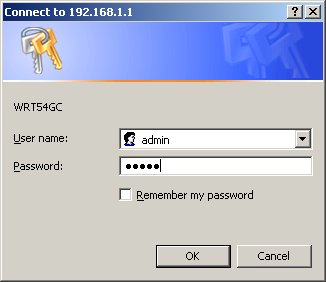 Connect to 192.168.1.1
WRT54GC
User name:
admin
Password:
●●●●●
Remember my password
OK
Cancel